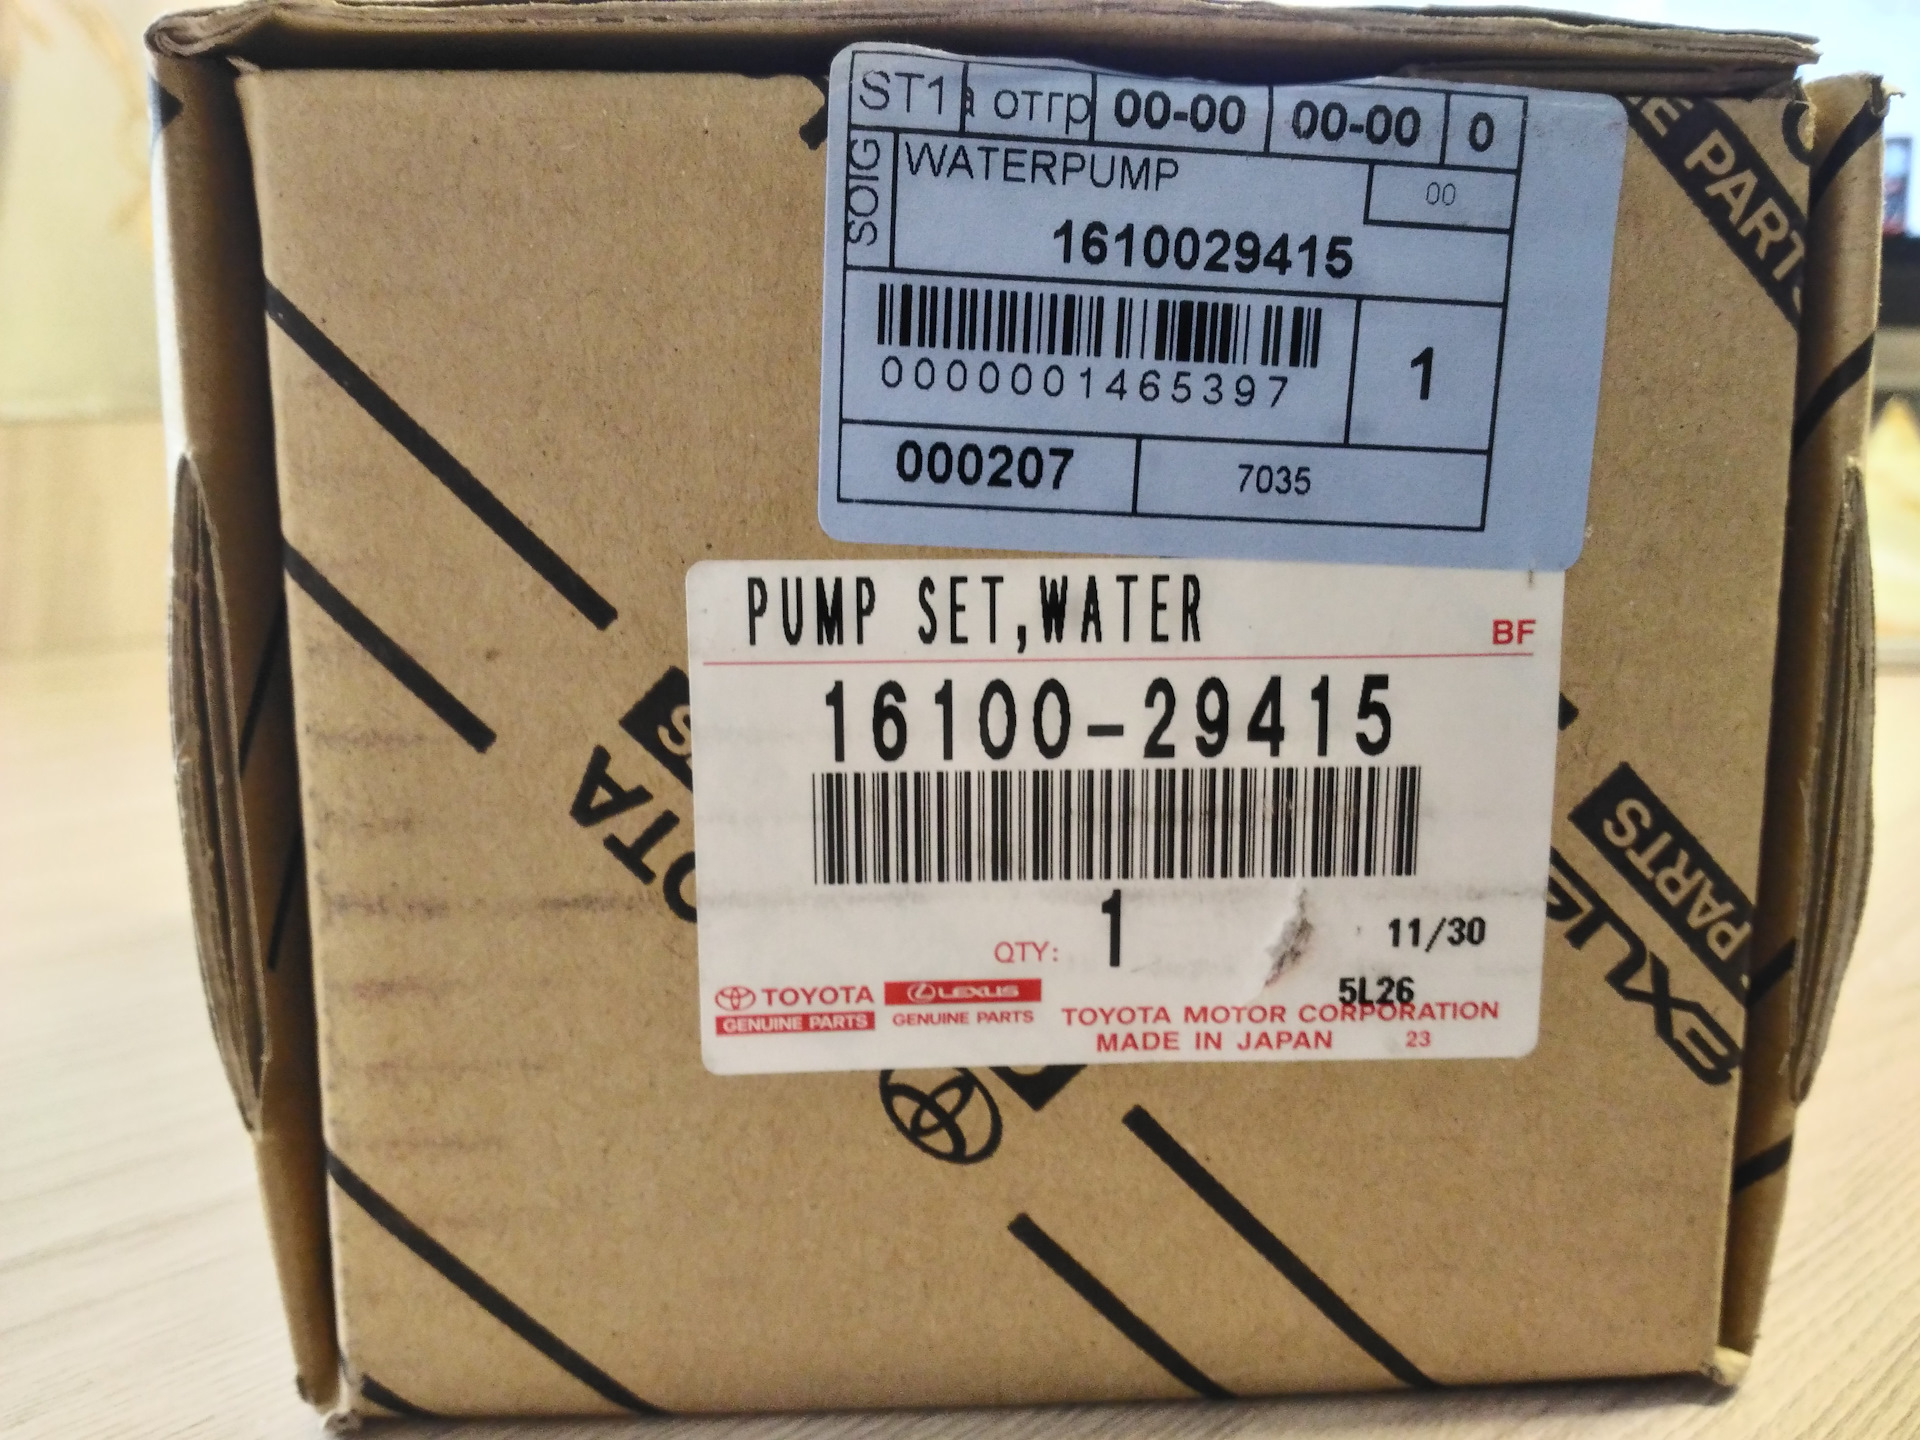 ST1 отгр 00-00 00-00 0
SOIG
WATERPUMP
00
1610029415
0000001465397
1
000207 7035
PUMP SET,WATER
BF
16100-29415
QTY: 1 11/30
5L26
TOYOTA LEXUS
GENUINE PARTS GENUINE PARTS
TOYOTA MOTOR CORPORATION
MADE IN JAPAN 23
PARTS
PARTS